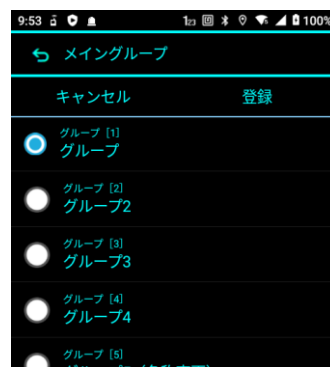 9:53 100%
メイングループ
キャンセル 登録
グループ [1]
グループ
グループ [2]
グループ2
グループ [3]
グループ3
グループ [4]
グループ4
グループ [5]